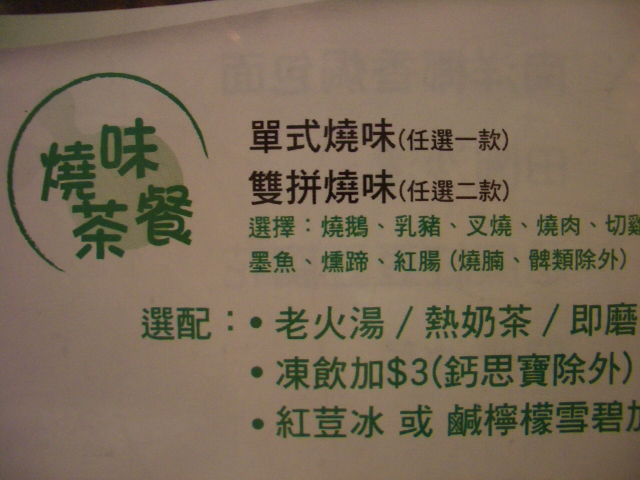 燒味
茶餐
單式燒味(任選一款)
雙拼燒味(任選二款)
選擇：燒鵝、乳豬、叉燒、燒肉、切雞
墨魚、燻蹄、紅腸 (燒腩、髀類除外)
選配：• 老火湯 / 熱奶茶 / 即磨
• 凍飲加$3(鈣思寶除外)
• 紅荳冰 或 鹹檸檬雪碧加